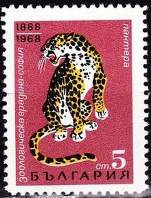 1888
1968
зоологическа градина-софия
пантера
ст. 5
БЪЛГАРИЯ